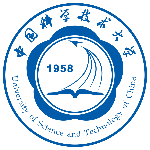 中国科学技术大学
1958
University of Science and Technology of China